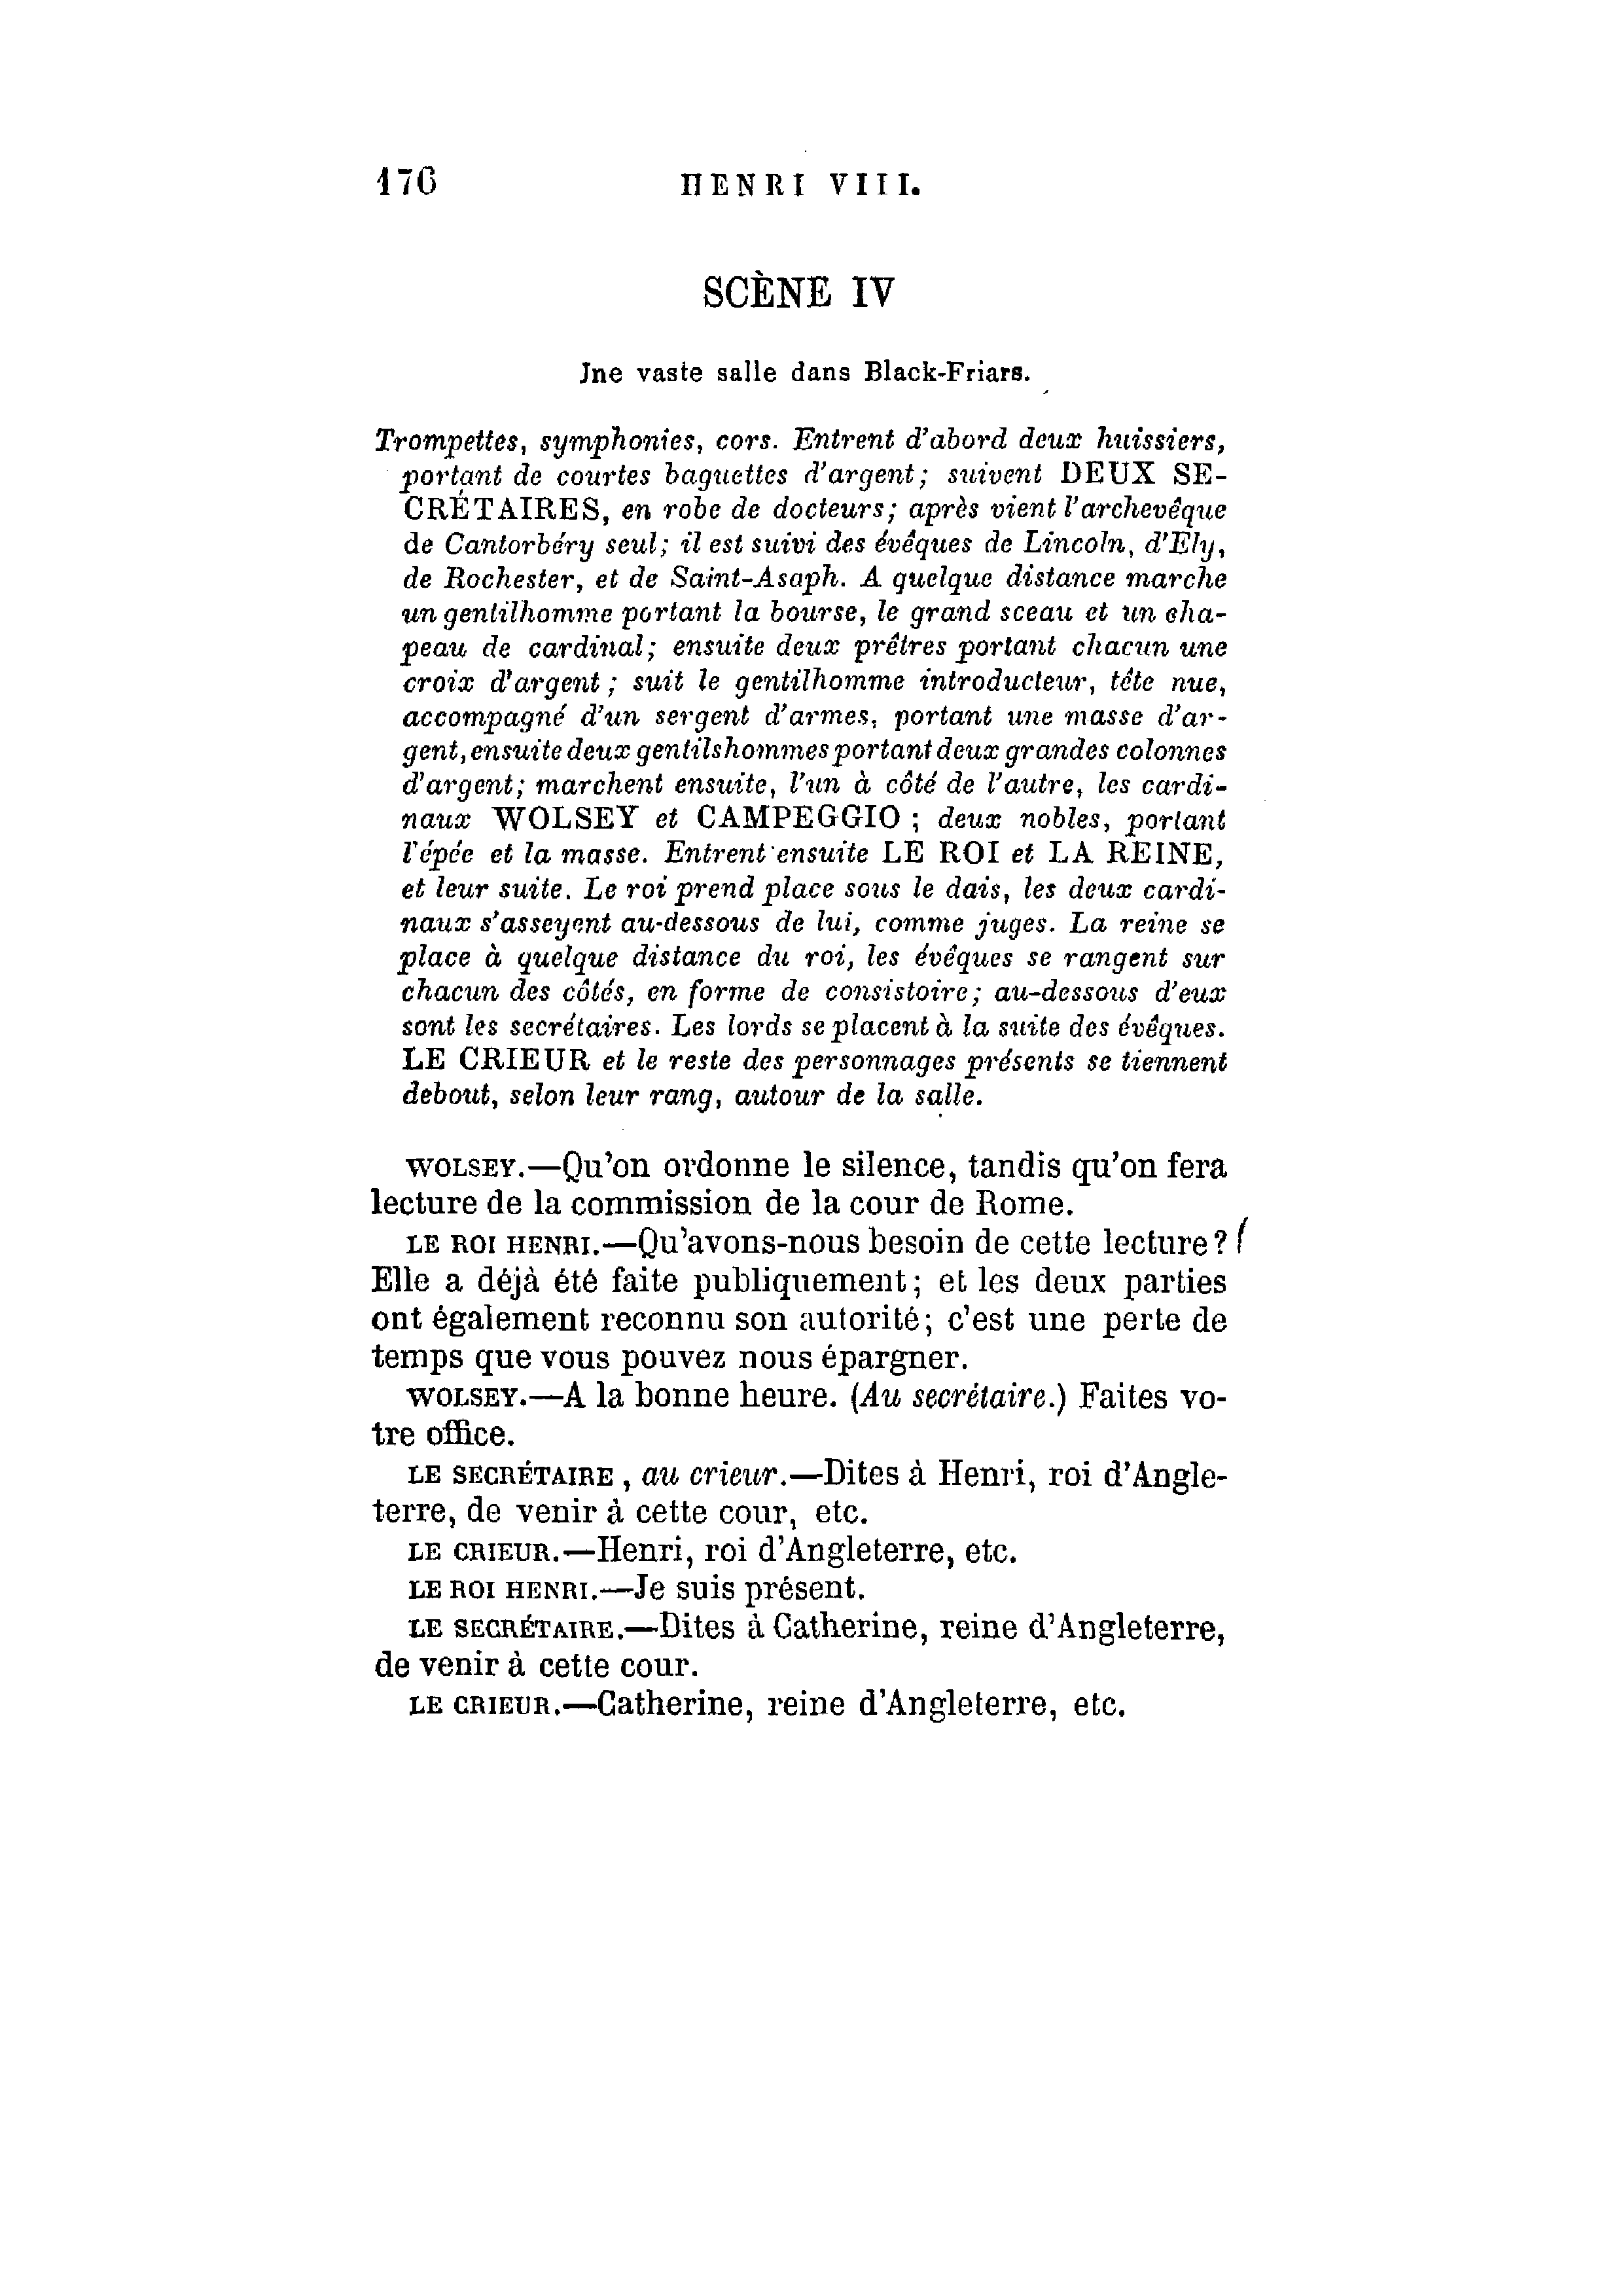 176 HENRI VIII.
SCÈNE IV
Une vaste salle dans Black-Friars.
Trompettes, symphonies, cors. Entrent d'abord deux huissiers,
portant de courtes baguettes d'argent; suivent DEUX SE-
CRÉTAIRES, en robe de docteurs; après vient l'archevêque
de Cantorbéry seul; il est suivi des évêques de Lincoln, d'Ely,
de Rochester, et de Saint-Asaph. A quelque distance marche
un gentilhomme portant la bourse, le grand sceau et un cha-
peau de cardinal; ensuite deux prêtres portant chacun une
croix d'argent; suit le gentilhomme introducteur, tête nue,
accompagné d'un sergent d'armes, portant une masse d'ar-
gent, ensuite deux gentilshommes portant deux grandes colonnes
d'argent; marchent ensuite, l'un à côté de l'autre, les cardi-
naux WOLSEY et CAMPEGGIO; deux nobles, portant
l'épée et la masse. Entrent ensuite LE ROI et LA REINE,
et leur suite. Le roi prend place sous le dais, les deux cardi-
naux s'asseyent au-dessous de lui, comme juges. La reine se
place à quelque distance du roi, les évêques se rangent sur
chacun des côtés, en forme de consistoire; au-dessous d'eux
sont les secrétaires. Les lords se placent à la suite des évêques.
LE CRIEUR et le reste des personnages présents se tiennent
debout, selon leur rang, autour de la salle.
WOLSEY.—Qu'on ordonne le silence, tandis qu'on fera
lecture de la commission de la cour de Rome.
LE ROI HENRI.—Qu'avons-nous besoin de cette lecture?
Elle a déjà été faite publiquement; et les deux parties
ont également reconnu son autorité; c'est une perte de
temps que vous pouvez nous épargner.
WOLSEY.—A la bonne heure. (Au secrétaire.) Faites vo-
tre office.
LE SECRÉTAIRE, au crieur.—Dites à Henri, roi d'Angle-
terre, de venir à cette cour, etc.
LE CRIEUR.—Henri, roi d'Angleterre, etc.
LE ROI HENRI.—Je suis présent.
LE SECRÉTAIRE.—Dites à Catherine, reine d'Angleterre,
de venir à cette cour.
LE CRIEUR.—Catherine, reine d'Angleterre, etc.